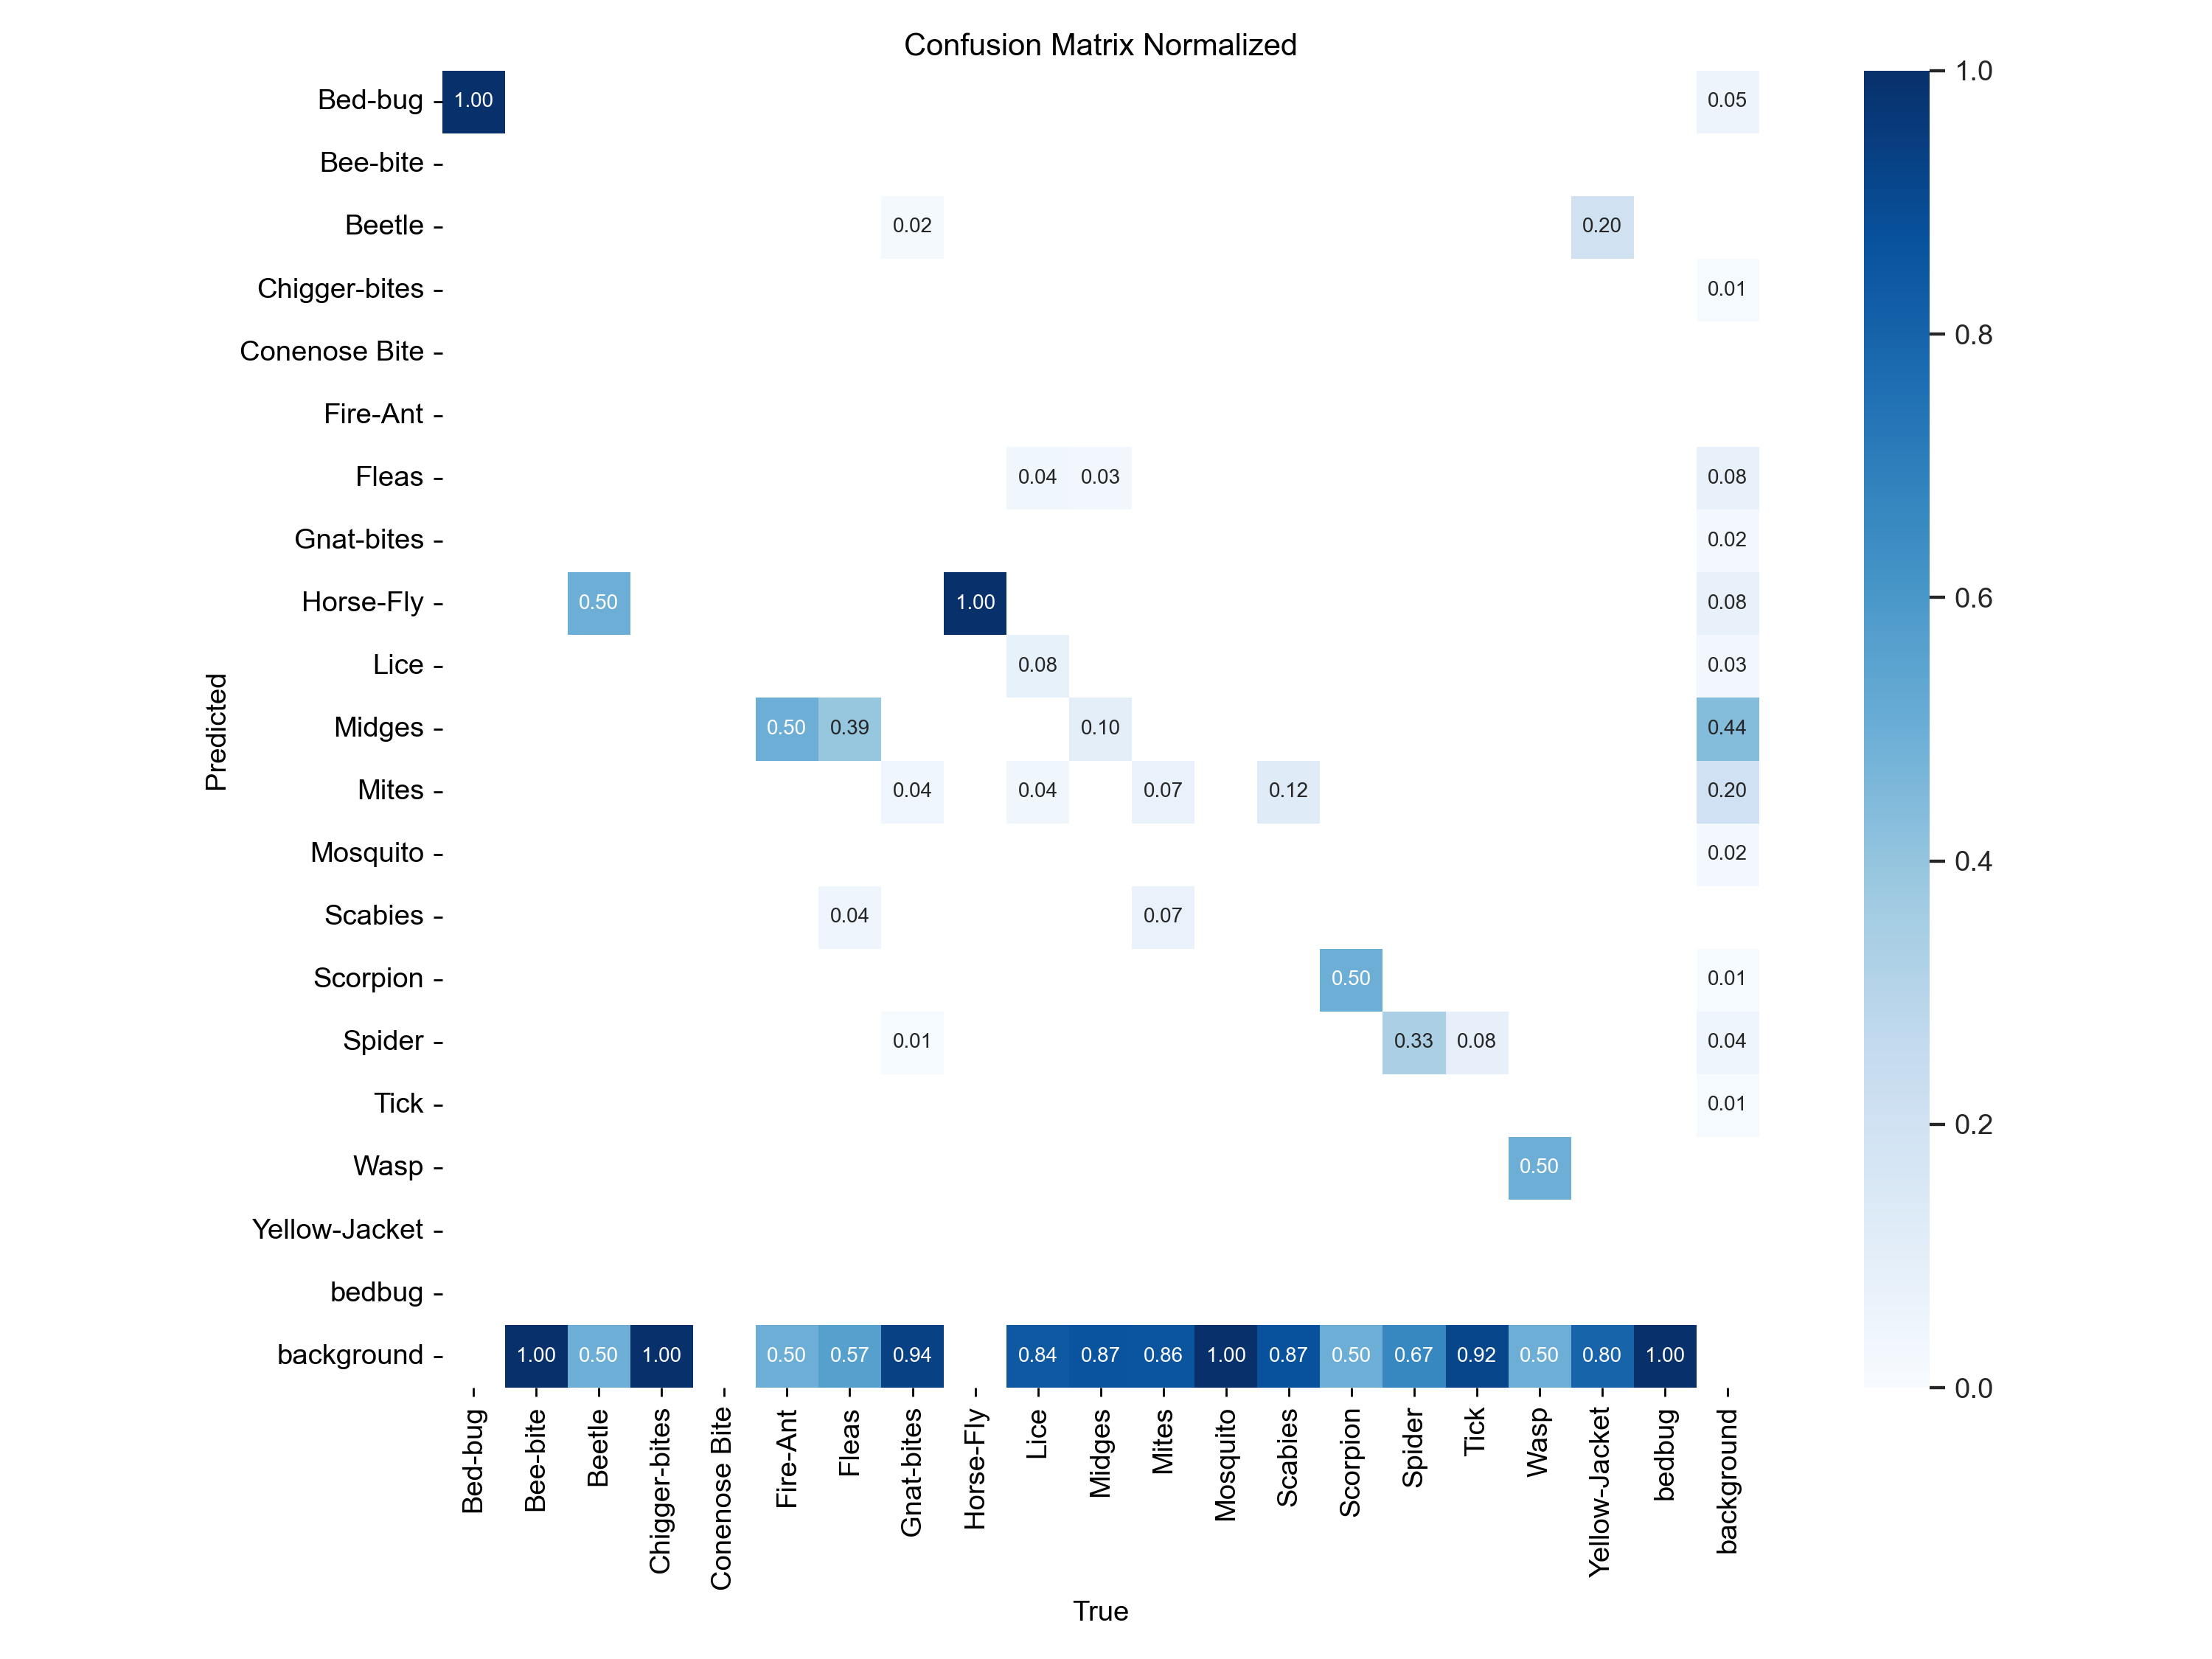 Confusion Matrix Normalized
Bed-bug 1.00 0.05
Bee-bite
Beetle 0.02 0.20
Chigger-bites 0.01
Conenose Bite
Fire-Ant
Fleas 0.04 0.03 0.08
Gnat-bites 0.02
Horse-Fly 0.50 1.00 0.08
Lice 0.08 0.03
Midges 0.50 0.39 0.10 0.44
Mites 0.04 0.04 0.07 0.12 0.20
Mosquito 0.02
Scabies 0.04 0.07
Scorpion 0.50 0.01
Spider 0.01 0.33 0.08 0.04
Tick 0.01
Wasp 0.50
Yellow-Jacket
bedbug
background 1.00 0.50 1.00 0.50 0.57 0.94 0.84 0.87 0.86 1.00 0.87 0.50 0.67 0.92 0.50 0.80 1.00
Predicted
Bed-bug
Bee-bite
Beetle
Chigger-bites
Conenose Bite
Fire-Ant
Fleas
Gnat-bites
Horse-Fly
Lice
Midges
Mites
Mosquito
Scabies
Scorpion
Spider
Tick
Wasp
Yellow-Jacket
bedbug
background
True
1.0
0.8
0.6
0.4
0.2
0.0